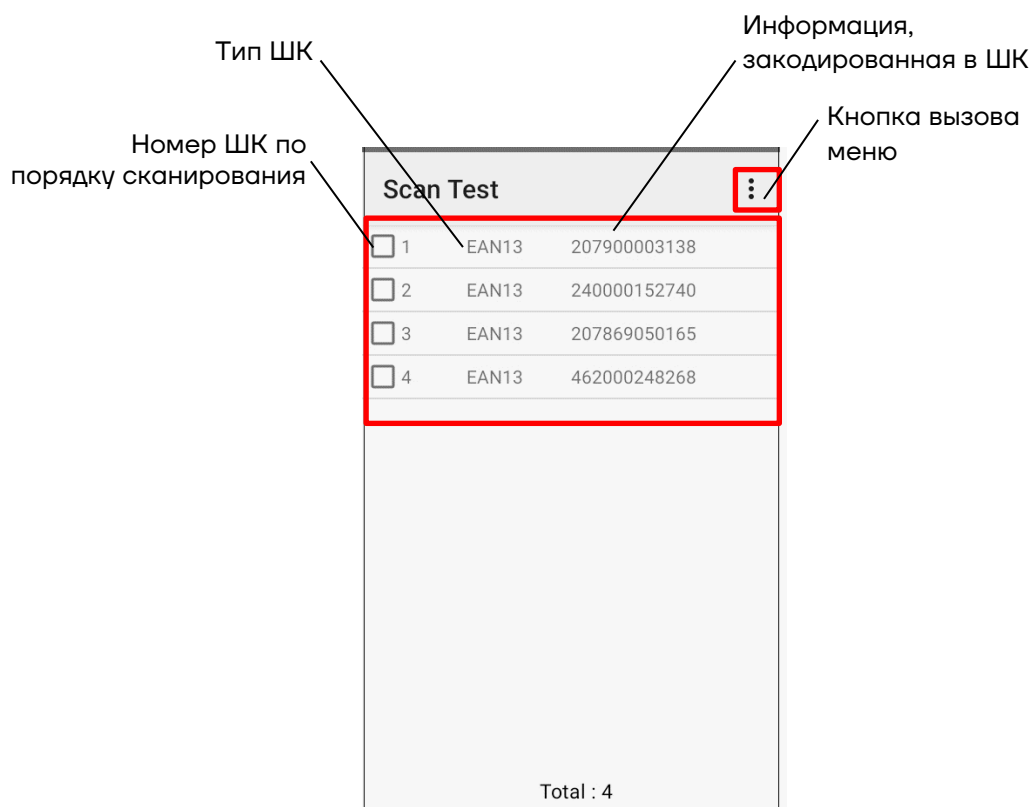 Информация,
закодированная в ШК
Тип ШК
Кнопка вызова
меню
Номер ШК по
порядку сканирования
Scan Test
1 EAN13 207900003138
2 EAN13 240000152740
3 EAN13 207869050165
4 EAN13 462000248268
Total : 4